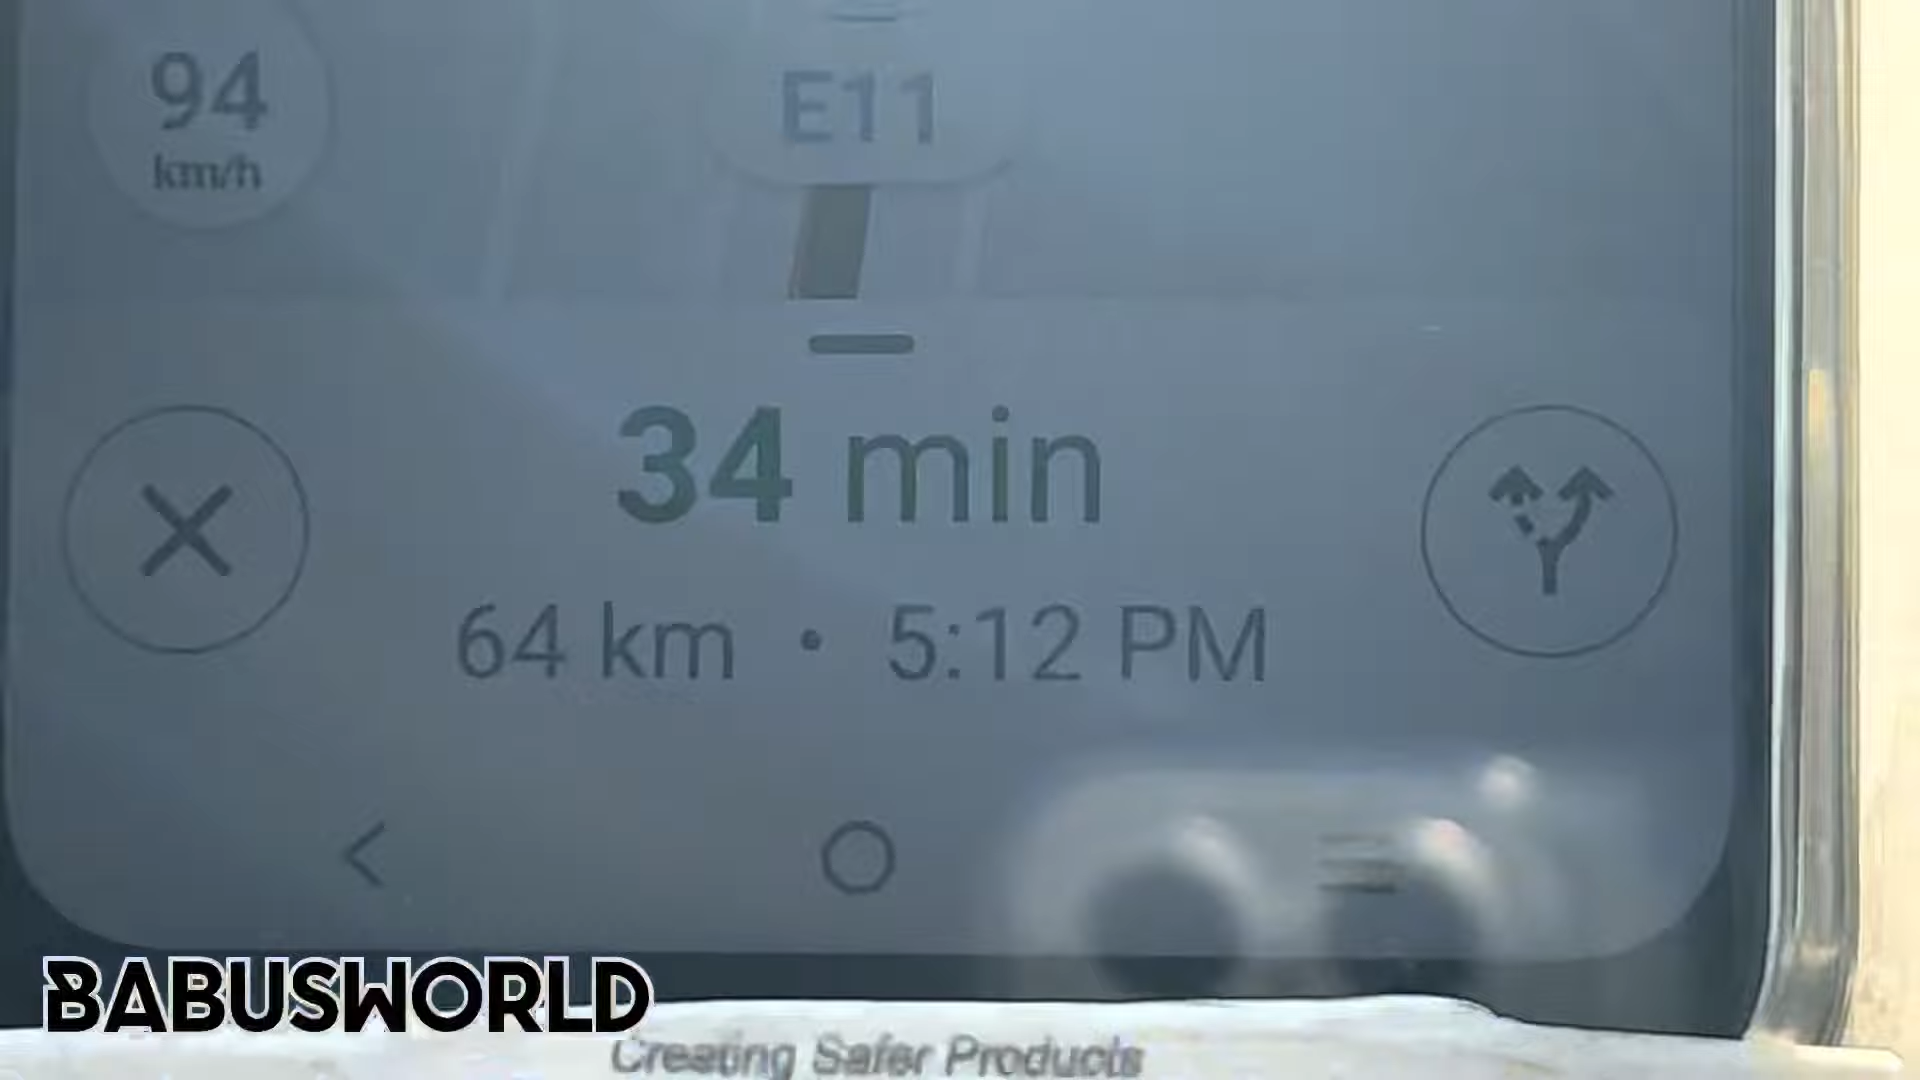 94
km/h
E11
34 min
64 km • 5:12 PM
BABUSWORLD
Creating Safer Products